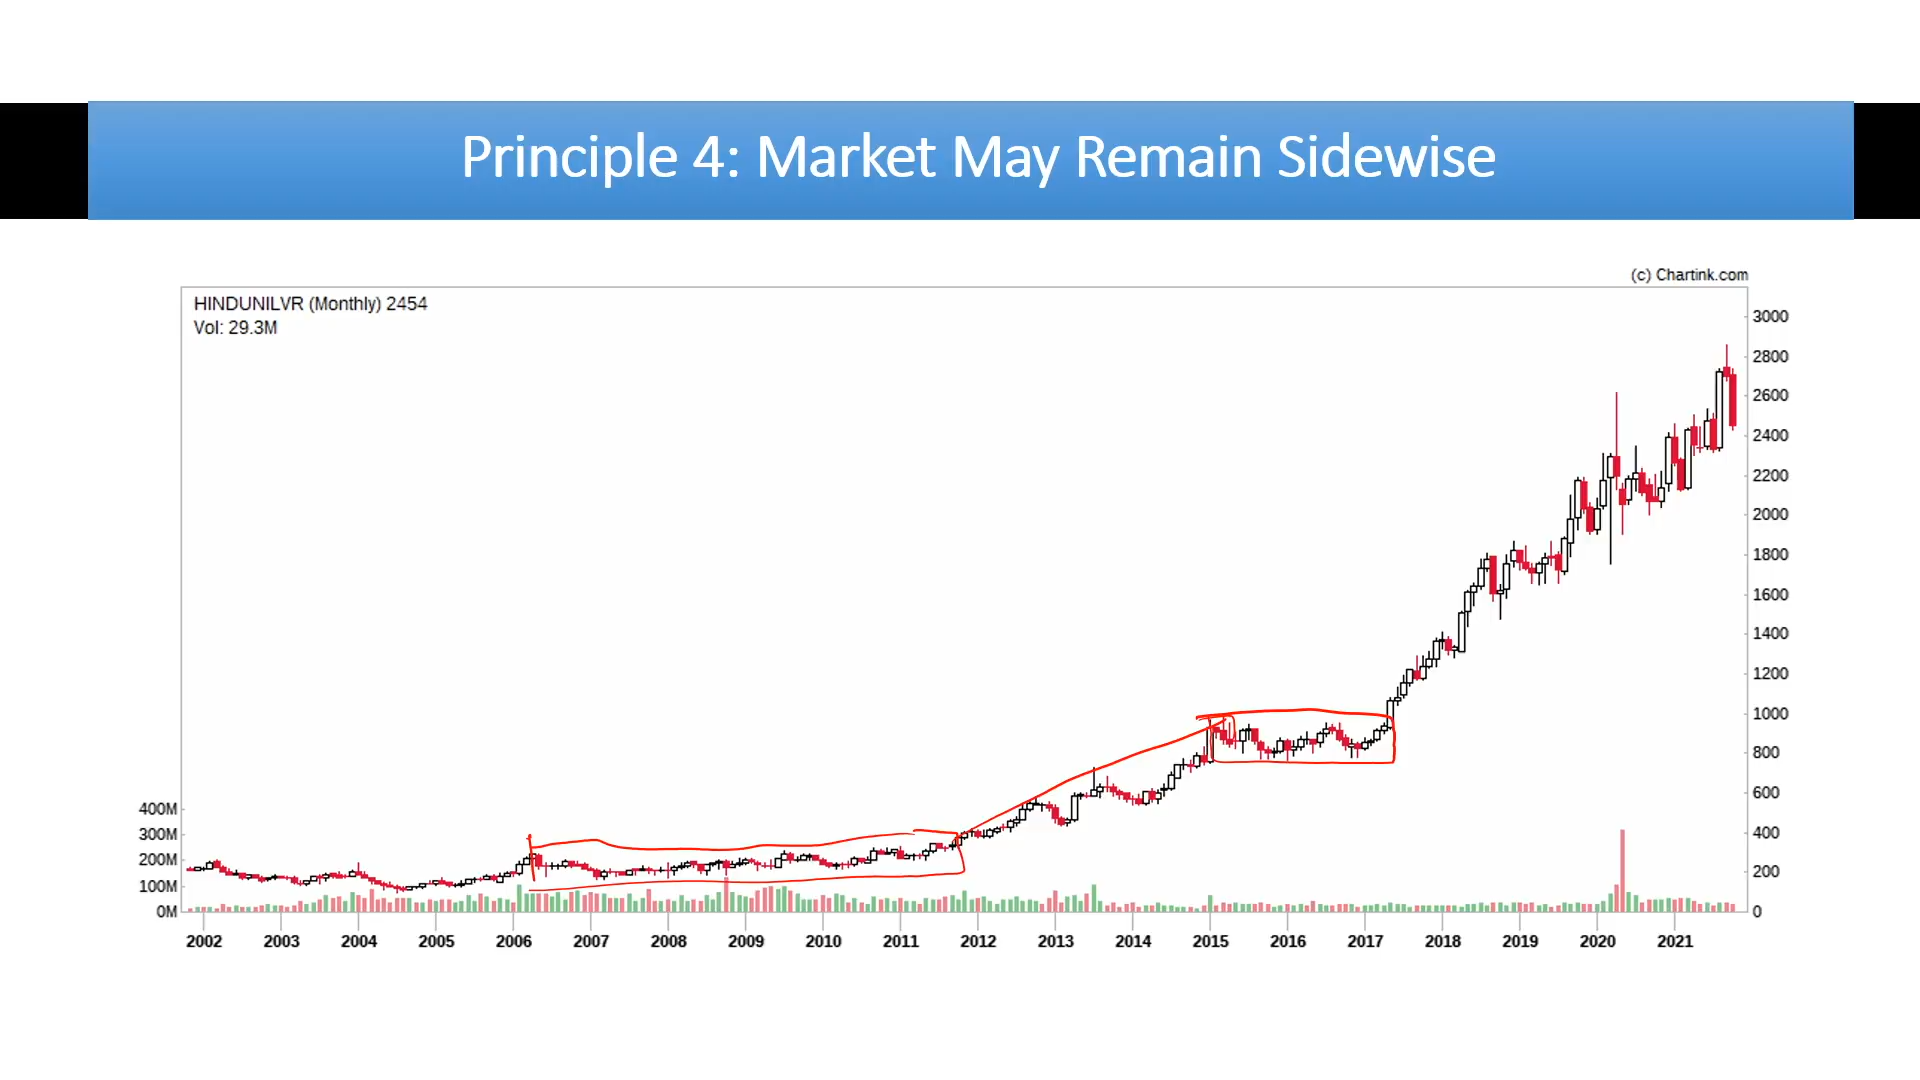 Principle 4: Market May Remain Sidewise
(c) Chartink.com
HINDUNILVR (Monthly) 2454
Vol: 29.3M
3000
2800
2600
2400
2200
2000
1800
1600
1400
1200
1000
800
600
400
200
0
400M
300M
200M
100M
0M
2002 2003 2004 2005 2006 2007 2008 2009 2010 2011 2012 2013 2014 2015 2016 2017 2018 2019 2020 2021